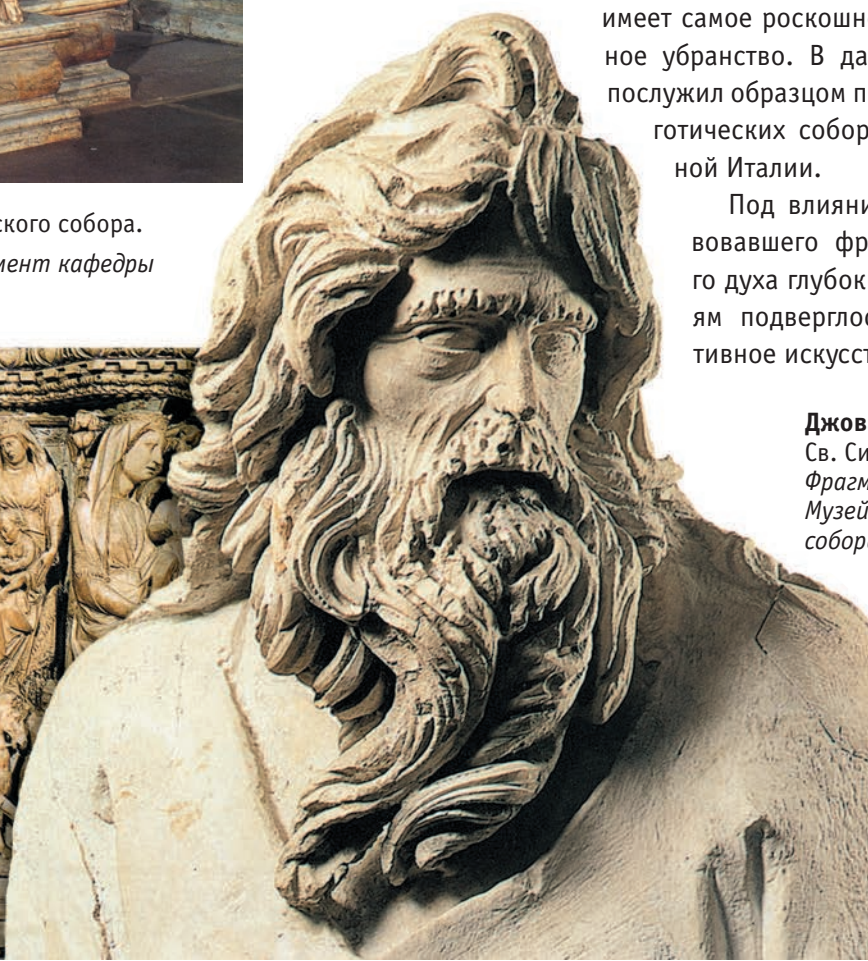 ского собора.
мент кафедры
имеет самое роскошн
ное убранство. В да
послужил образцом п
готических собор
ной Италии.
Под влияни
вовавшего фр
го духа глубок
ям подверглос
тивное искусст
Джов
Св. Си
Фрагм
Музей
собор